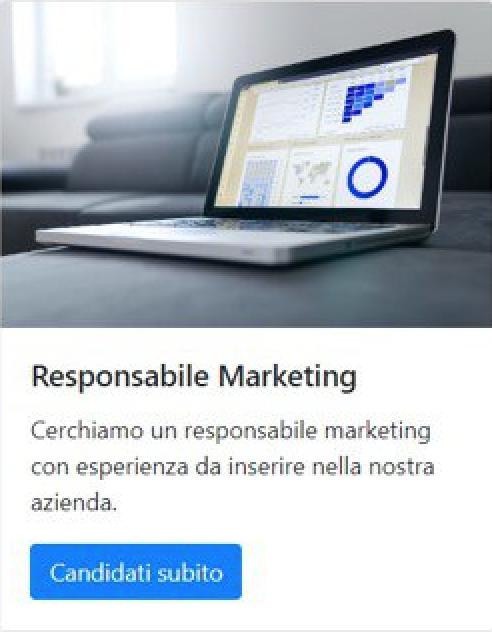 Responsabile Marketing
Cerchiamo un responsabile marketing
con esperienza da inserire nella nostra
azienda.
Candidati subito